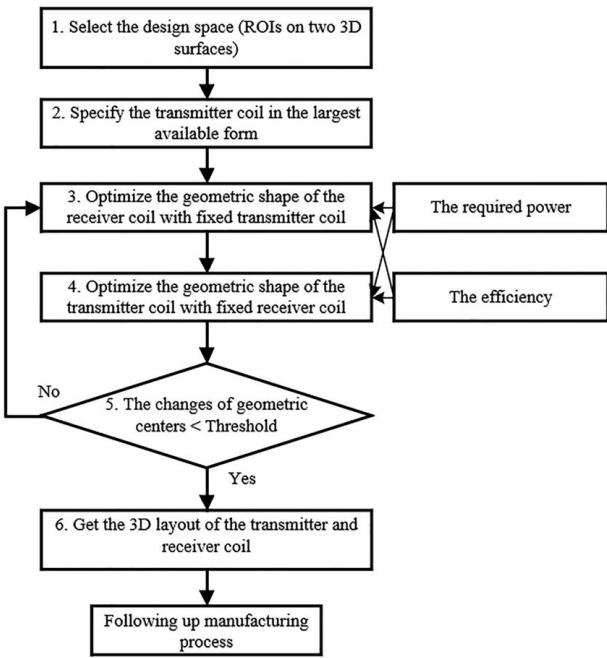 1. Select the design space (ROIs on two 3D
surfaces)
2. Specify the transmitter coil in the largest
available form
3. Optimize the geometric shape of the
receiver coil with fixed transmitter coil
The required power
4. Optimize the geometric shape of the
transmitter coil with fixed receiver coil
The efficiency
No
5. The changes of geometric
centers < Threshold
Yes
6. Get the 3D layout of the transmitter and
receiver coil
Following up manufacturing
process